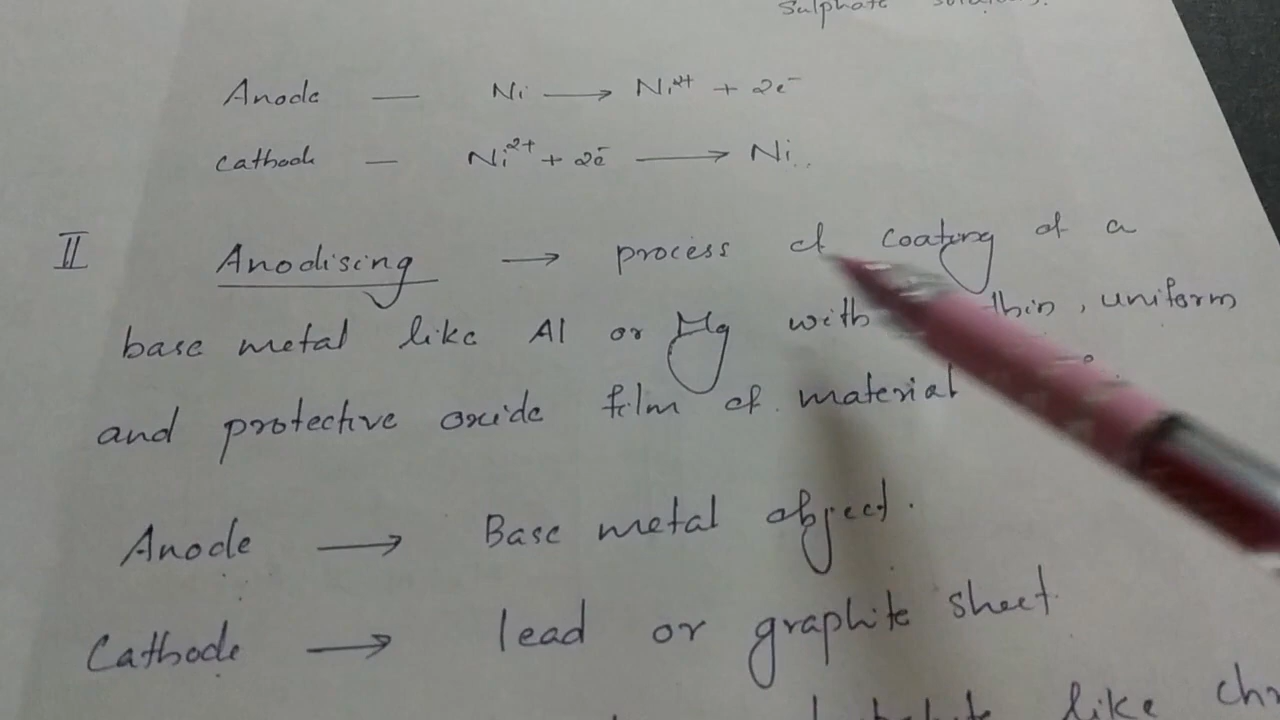 Sulphate
Anode — Ni → Ni²⁺ + 2e⁻
Cathode — Ni²⁺ + 2e⁻ → Ni
II Anodising → process of coating of a
base metal like Al or Mg with thin, uniform
and protective oxide film of material
Anode → Base metal object.
Cathode → lead or graphite sheet
like